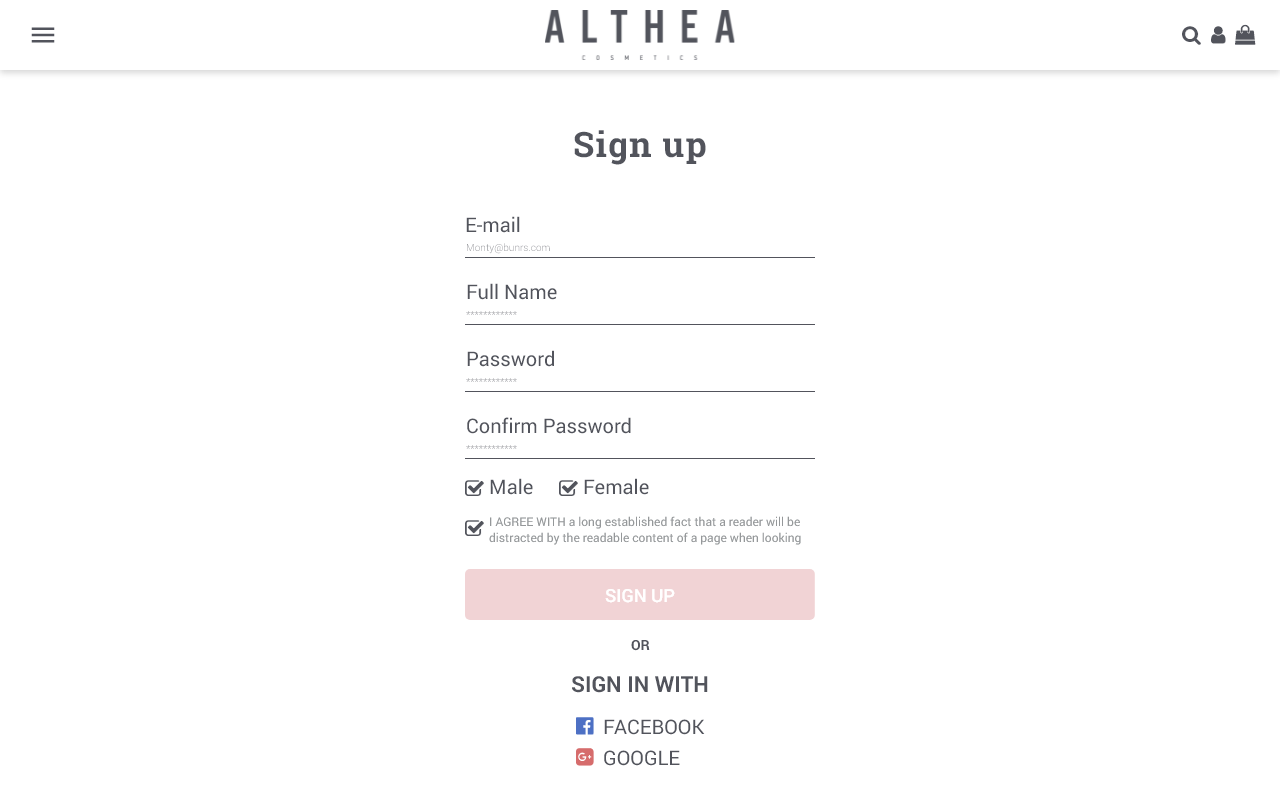 ALTHEA
COSMETICS
Sign up
E-mail
Monty@bunrs.com
Full Name
************
Password
************
Confirm Password
************
Male Female
I AGREE WITH a long established fact that a reader will be
distracted by the readable content of a page when looking
SIGN UP
OR
SIGN IN WITH
FACEBOOK
G+ GOOGLE